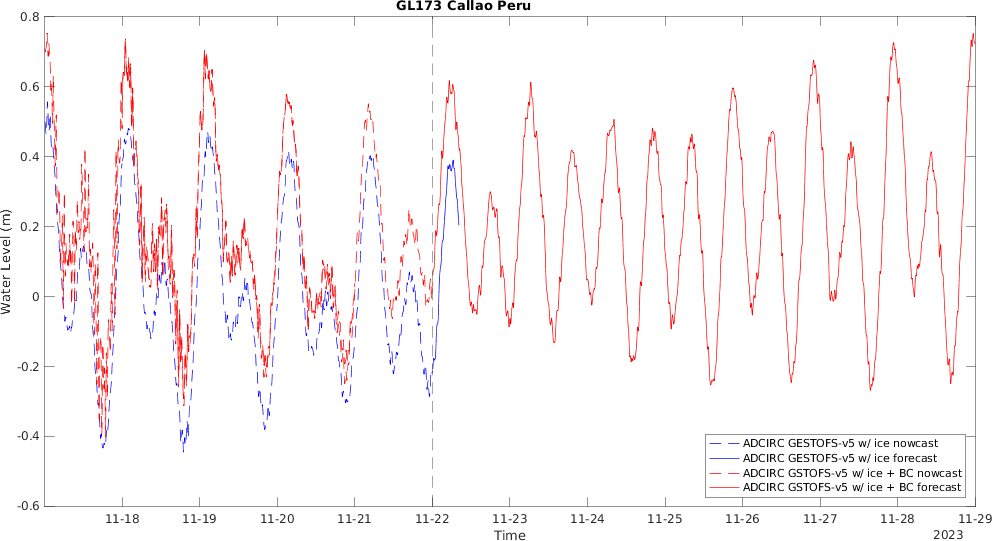 GL173 Callao Peru
0.8
0.6
0.4
0.2
0
-0.2
-0.4
-0.6
Water Level (m)
11-18 11-19 11-20 11-21 11-22 11-23 11-24 11-25 11-26 11-27 11-28 11-29
Time
2023
ADCIRC GESTOFS-v5 w/ ice nowcast
ADCIRC GESTOFS-v5 w/ ice forecast
ADCIRC GSTOFS-v5 w/ ice + BC nowcast
ADCIRC GSTOFS-v5 w/ ice + BC forecast